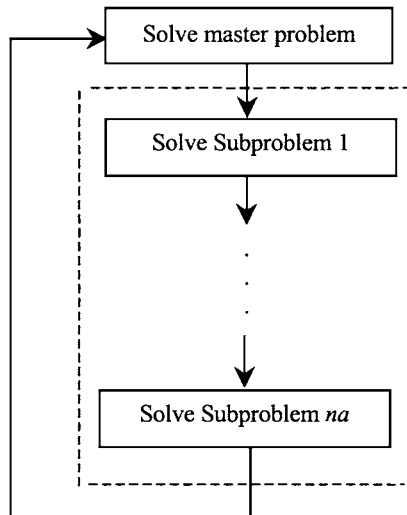 Solve master problem
Solve Subproblem 1
.
.
.
Solve Subproblem na